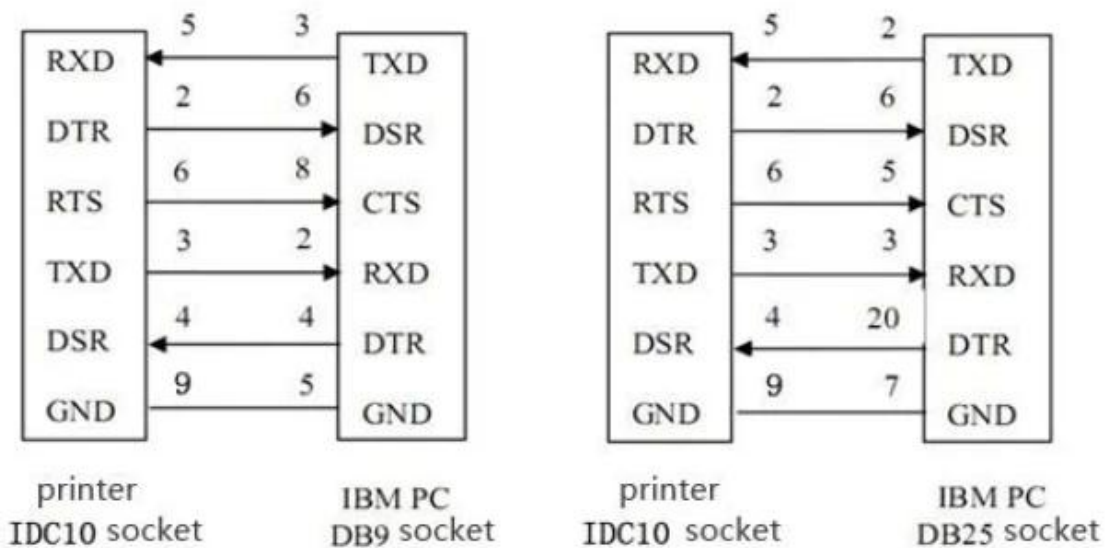 5 3
RXD TXD
2 6
DTR DSR
6 8
RTS CTS
3 2
TXD RXD
4 4
DSR DTR
9 5
GND GND
printer
IDC10 socket
IBM PC
DB9 socket
5 2
RXD TXD
2 6
DTR DSR
6 5
RTS CTS
3 3
TXD RXD
4 20
DSR DTR
9 7
GND GND
printer
IDC10 socket
IBM PC
DB25 socket